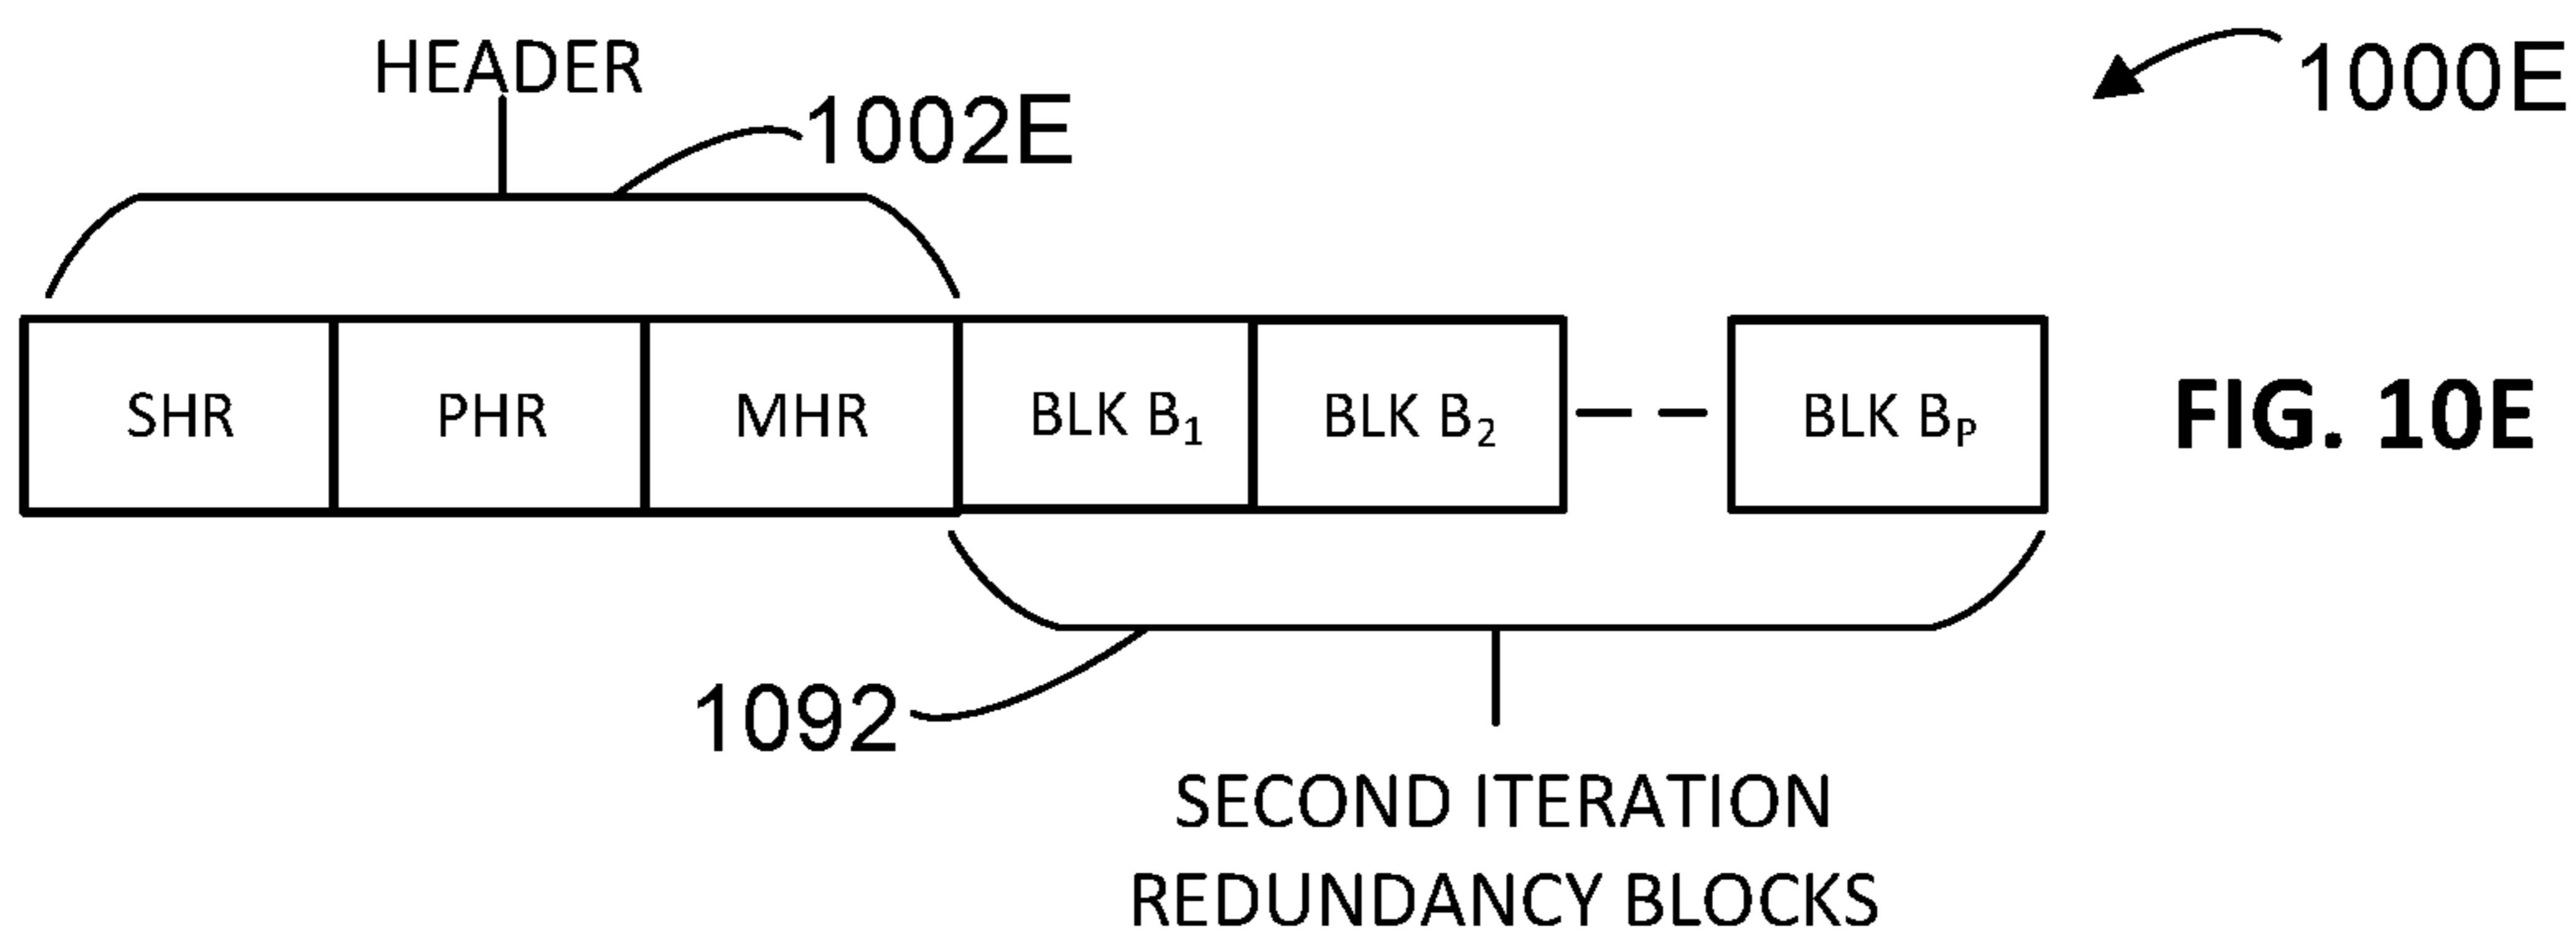 HEADER
1002E
1000E
SHR PHR MHR BLK B₁ BLK B₂ BLK Bₚ
FIG. 10E
1092
SECOND ITERATION
REDUNDANCY BLOCKS